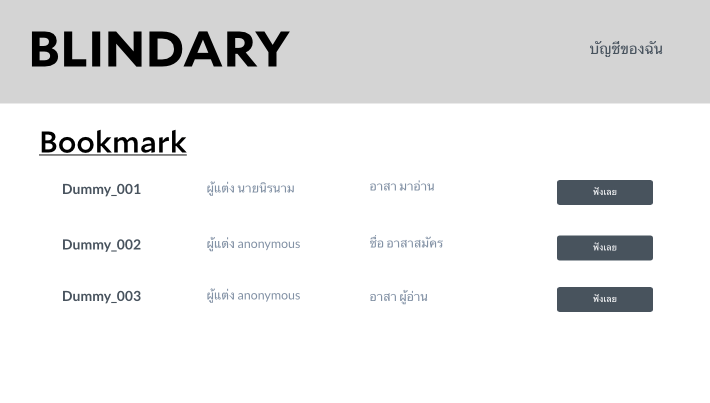 BLINDARY
บัญชีของฉัน
Bookmark
Dummy_001 ผู้แต่ง นายนิรนาม อาสา มาอ่าน ฟังเลย
Dummy_002 ผู้แต่ง anonymous ชื่อ อาสาสมัคร ฟังเลย
Dummy_003 ผู้แต่ง anonymous อาสา ผู้อ่าน ฟังเลย